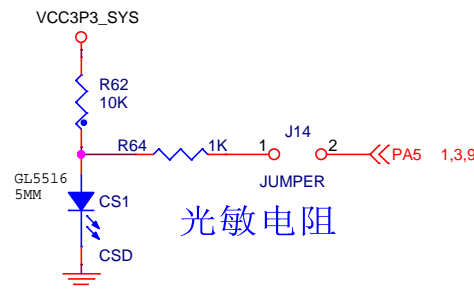 VCC3P3_SYS
R62
10K
R64
1K
1
J14
2
PA5
1,3,9
JUMPER
GL5516
5MM
CS1
CSD
光敏电阻